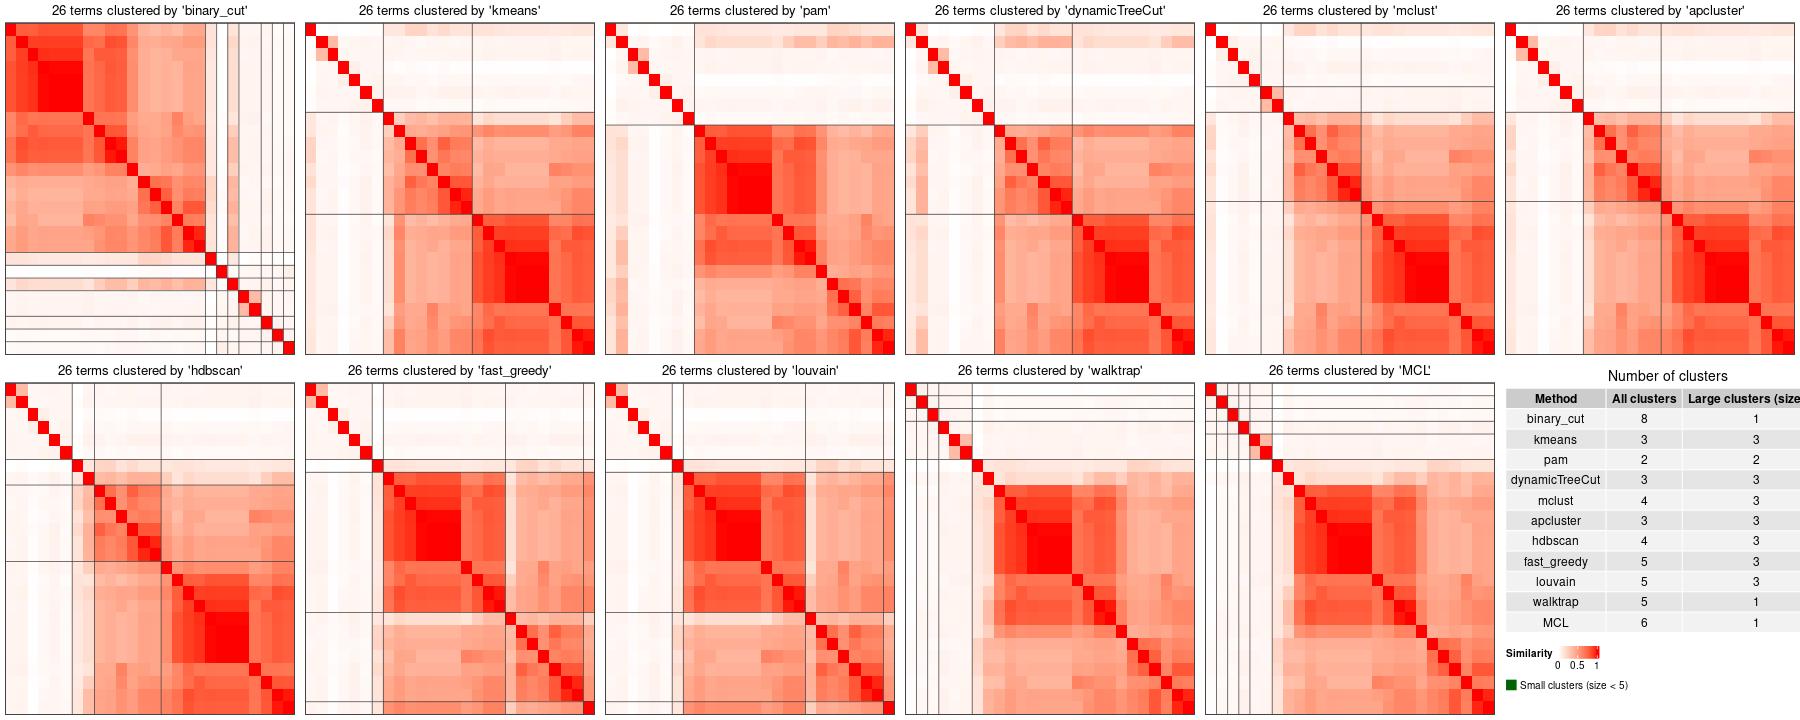 26 terms clustered by 'binary_cut'
26 terms clustered by 'kmeans'
26 terms clustered by 'pam'
26 terms clustered by 'dynamicTreeCut'
26 terms clustered by 'mclust'
26 terms clustered by 'apcluster'
26 terms clustered by 'hdbscan'
26 terms clustered by 'fast_greedy'
26 terms clustered by 'louvain'
26 terms clustered by 'walktrap'
26 terms clustered by 'MCL'
Number of clusters
Method All clusters Large clusters (size
binary_cut 8 1
kmeans 3 3
pam 2 2
dynamicTreeCut 3 3
mclust 4 3
apcluster 3 3
hdbscan 4 3
fast_greedy 5 3
louvain 5 3
walktrap 5 1
MCL 6 1
Similarity
0 0.5 1
Small clusters (size < 5)